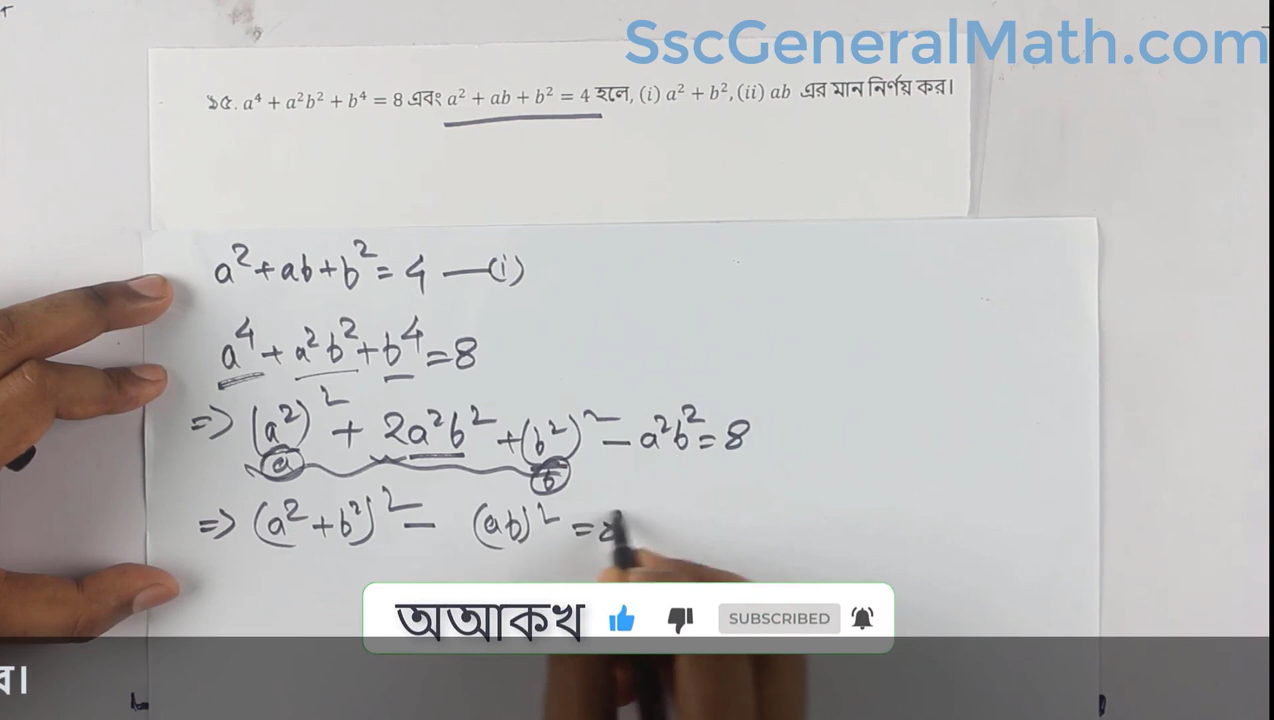 SscGeneralMath.com
১৫. a⁴ + a²b² + b⁴ = 8 এবং a² + ab + b² = 4 হলে, (i) a² + b², (ii) ab এর মান নির্ণয় কর।
a² + ab + b² = 4 —(i)
a⁴ + a²b² + b⁴ = 8
=> (a²)² + 2a²b² + (b²)² - a²b² = 8
a b
=> (a² + b²)² - (ab)² =
অআকখ SUBSCRIBED